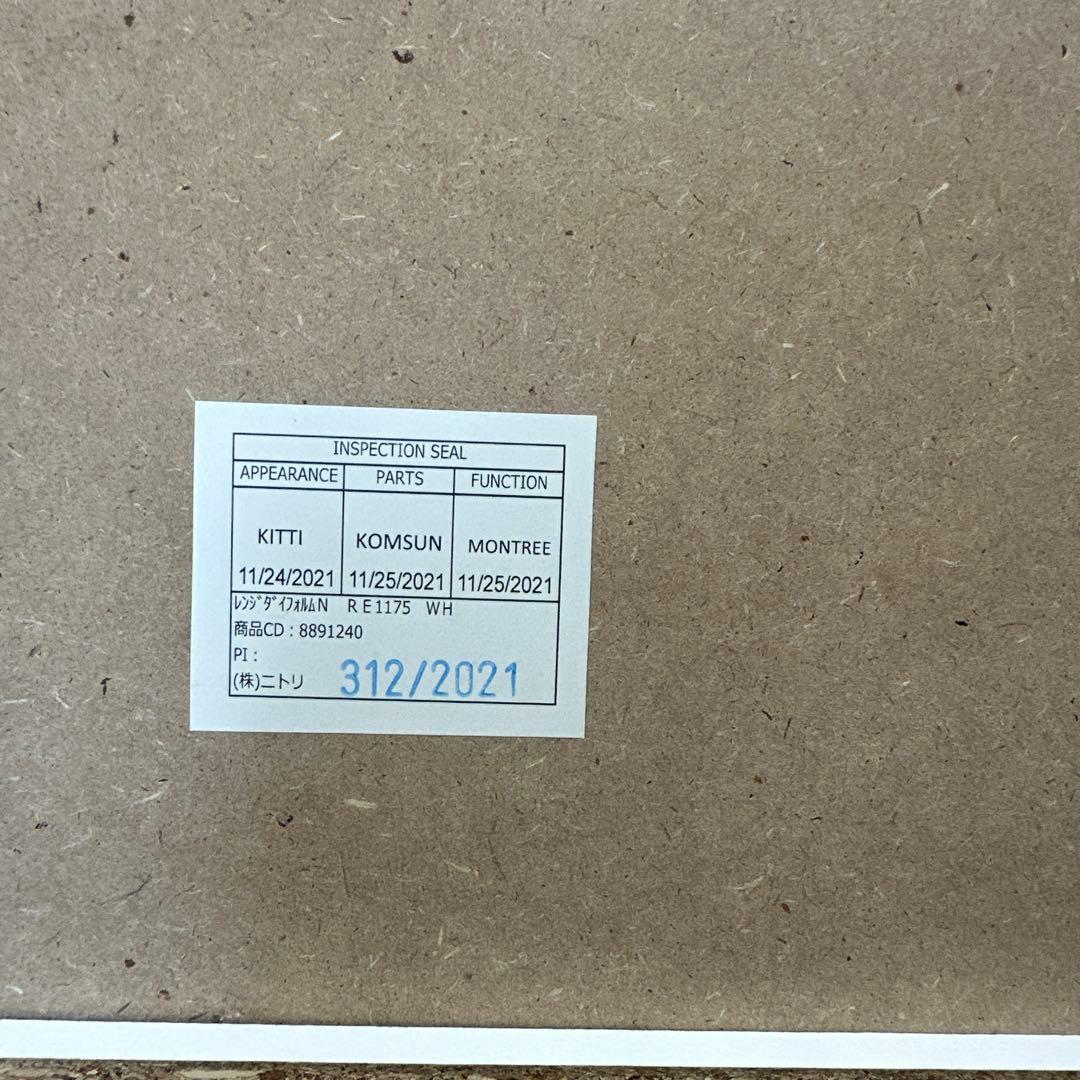 INSPECTION SEAL
APPEARANCE PARTS FUNCTION
KITTI KOMSUN MONTREE
11/24/2021 11/25/2021 11/25/2021
ﾚﾝｼﾞﾀﾞｲﾌｫﾙﾑN RE1175 WH
商品CD：8891240
PI：
(株)ニトリ 312/2021